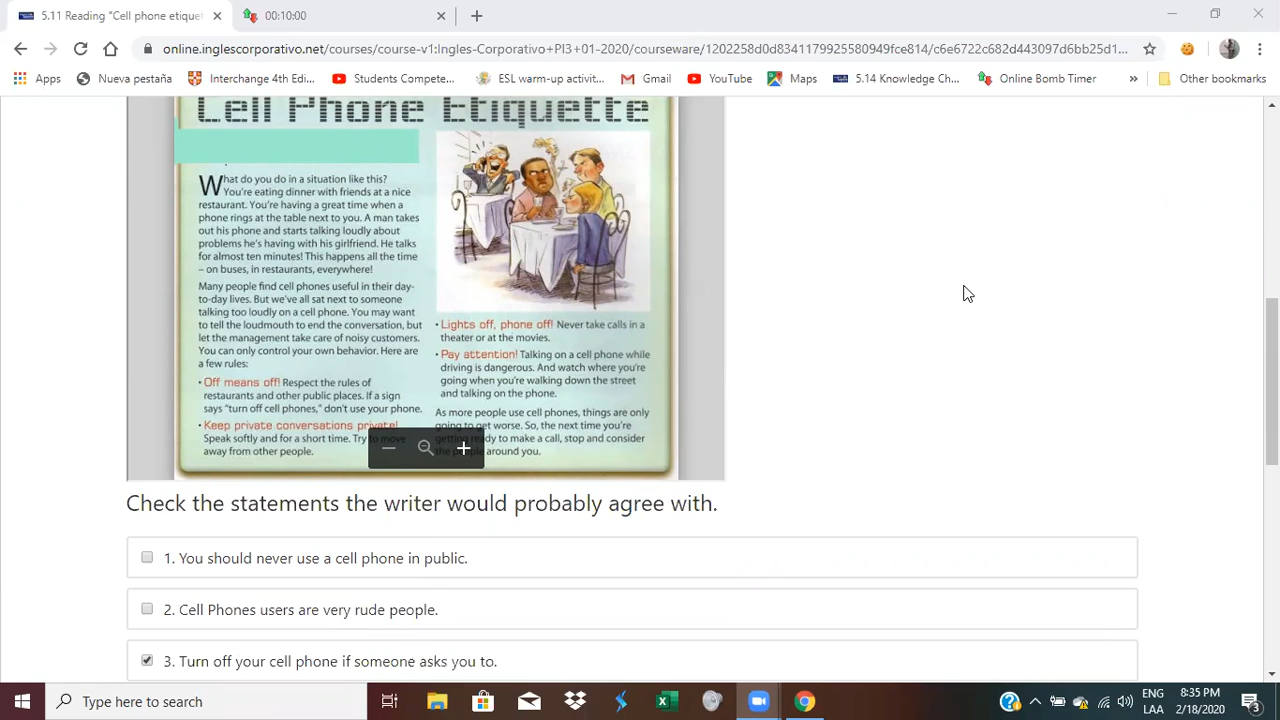 5.11 Reading "Cell phone etiquet
00:10:00
online.inglescorporativo.net/courses/course-v1:Ingles-Corporativo+PI3+01-2020/courseware/1202258d0d8341179925580949fce814/c6e6722c682d443097d6bb25d1...
Apps
Nueva pestaña
Interchange 4th Edi...
Students Compete...
ESL warm-up activit...
Gmail
YouTube
Maps
5.14 Knowledge Ch...
Online Bomb Timer
»
Other bookmarks
Cell Phone Etiquette
What do you do in a situation like this?
You're eating dinner with friends at a nice
restaurant. You're having a great time when a
phone rings at the table next to you. A man takes
out his phone and starts talking loudly about
problems he's having with his girlfriend. He talks
for almost ten minutes! This happens all the time
– on buses, in restaurants, everywhere!
Many people find cell phones useful in their day-
to-day lives. But we've all sat next to someone
talking too loudly on a cell phone. You may want
to tell the loudmouth to end the conversation, but
let the management take care of noisy customers.
You can only control your own behavior. Here are
a few rules:
• Off means off! Respect the rules of
restaurants and other public places. If a sign
says "turn off cell phones," don't use your phone.
• Keep private conversations private!
Speak softly and for a short time. Try to move
away from other people.
• Lights off, phone off! Never take calls in a
theater or at the movies.
• Pay attention! Talking on a cell phone while
driving is dangerous. And watch where you're
going when you're walking down the street
and talking on the phone.
As more people use cell phones, things are only
going to get worse. So, the next time you're
getting ready to make a call, stop and consider
the people around you.
Check the statements the writer would probably agree with.
1. You should never use a cell phone in public.
2. Cell Phones users are very rude people.
3. Turn off your cell phone if someone asks you to.
Type here to search
ENG
LAA
8:35 PM
2/18/2020
3